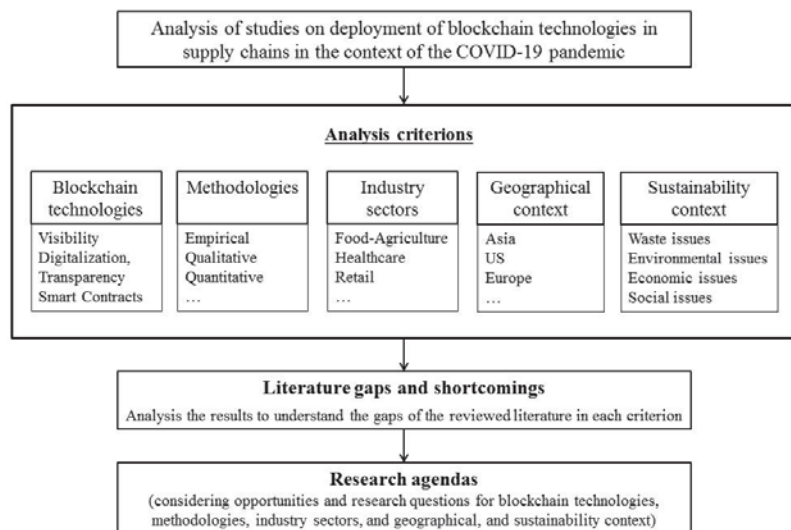 Analysis of studies on deployment of blockchain technologies in
supply chains in the context of the COVID-19 pandemic
Analysis criterions
Blockchain
technologies
Visibility
Digitalization,
Transparency
Smart Contracts
Methodologies
Empirical
Qualitative
Quantitative
…
Industry
sectors
Food-Agriculture
Healthcare
Retail
…
Geographical
context
Asia
US
Europe
…
Sustainability
context
Waste issues
Environmental issues
Economic issues
Social issues
Literature gaps and shortcomings
Analysis the results to understand the gaps of the reviewed literature in each criterion
Research agendas
(considering opportunities and research questions for blockchain technologies,
methodologies, industry sectors, and geographical, and sustainability context)